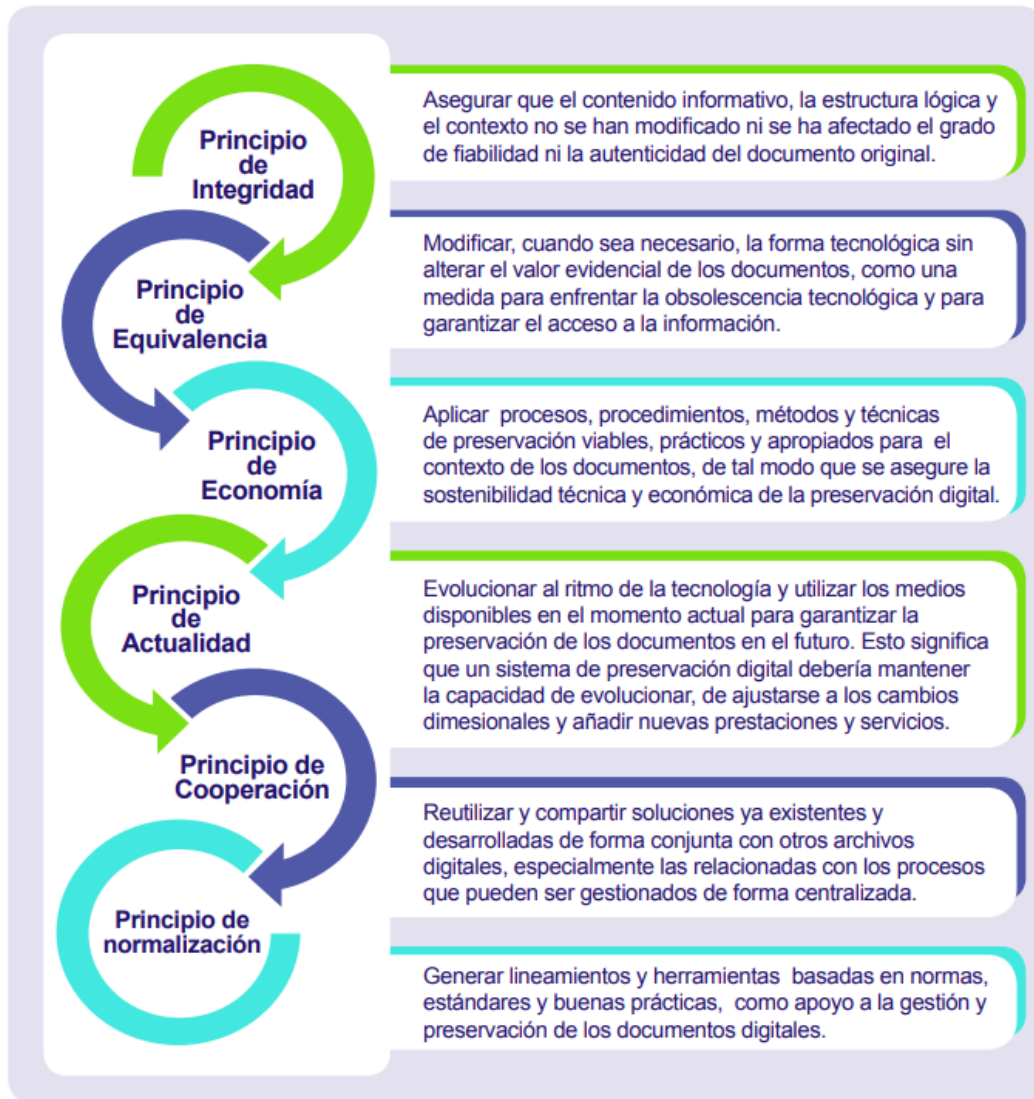 Principio
de
Integridad
Asegurar que el contenido informativo, la estructura lógica y
el contexto no se han modificado ni se ha afectado el grado
de fiabilidad ni la autenticidad del documento original.
Principio
de
Equivalencia
Modificar, cuando sea necesario, la forma tecnológica sin
alterar el valor evidencial de los documentos, como una
medida para enfrentar la obsolescencia tecnológica y para
garantizar el acceso a la información.
Principio
de
Economía
Aplicar procesos, procedimientos, métodos y técnicas
de preservación viables, prácticos y apropiados para el
contexto de los documentos, de tal modo que se asegure la
sostenibilidad técnica y económica de la preservación digital.
Principio
de
Actualidad
Evolucionar al ritmo de la tecnología y utilizar los medios
disponibles en el momento actual para garantizar la
preservación de los documentos en el futuro. Esto significa
que un sistema de preservación digital debería mantener
la capacidad de evolucionar, de ajustarse a los cambios
dimesionales y añadir nuevas prestaciones y servicios.
Principio de
Cooperación
Reutilizar y compartir soluciones ya existentes y
desarrolladas de forma conjunta con otros archivos
digitales, especialmente las relacionadas con los procesos
que pueden ser gestionados de forma centralizada.
Principio de
normalización
Generar lineamientos y herramientas basadas en normas,
estándares y buenas prácticas, como apoyo a la gestión y
preservación de los documentos digitales.